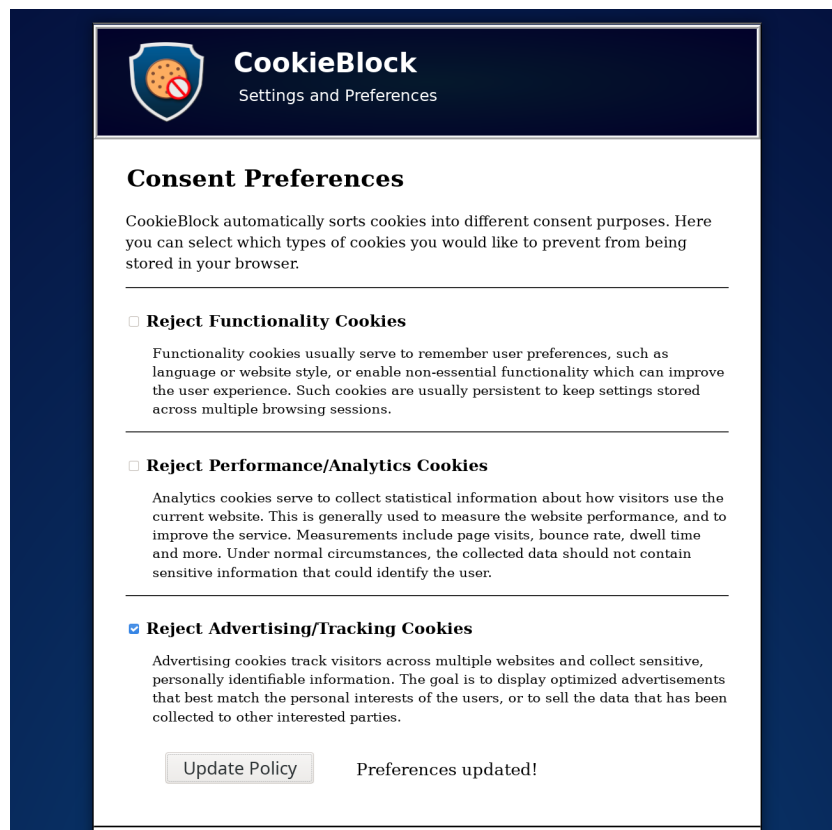 CookieBlock
Settings and Preferences
Consent Preferences
CookieBlock automatically sorts cookies into different consent purposes. Here
you can select which types of cookies you would like to prevent from being
stored in your browser.
Reject Functionality Cookies
Functionality cookies usually serve to remember user preferences, such as
language or website style, or enable non-essential functionality which can improve
the user experience. Such cookies are usually persistent to keep settings stored
across multiple browsing sessions.
Reject Performance/Analytics Cookies
Analytics cookies serve to collect statistical information about how visitors use the
current website. This is generally used to measure the website performance, and to
improve the service. Measurements include page visits, bounce rate, dwell time
and more. Under normal circumstances, the collected data should not contain
sensitive information that could identify the user.
Reject Advertising/Tracking Cookies
Advertising cookies track visitors across multiple websites and collect sensitive,
personally identifiable information. The goal is to display optimized advertisements
that best match the personal interests of the users, or to sell the data that has been
collected to other interested parties.
Update Policy Preferences updated!